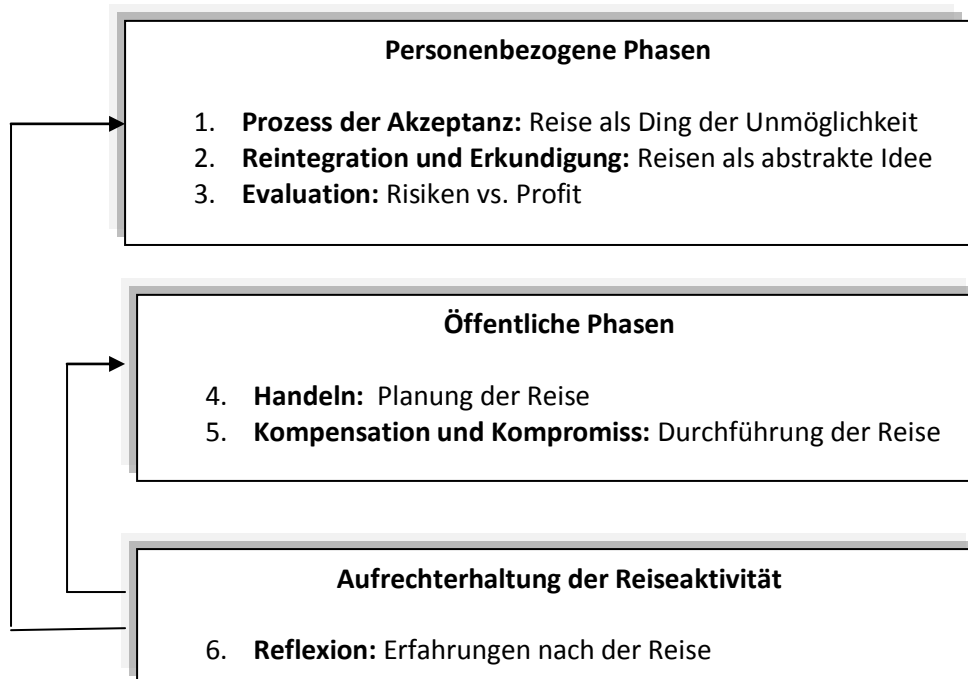 Personenbezogene Phasen
1. Prozess der Akzeptanz: Reise als Ding der Unmöglichkeit
2. Reintegration und Erkundigung: Reisen als abstrakte Idee
3. Evaluation: Risiken vs. Profit
Öffentliche Phasen
4. Handeln: Planung der Reise
5. Kompensation und Kompromiss: Durchführung der Reise
Aufrechterhaltung der Reiseaktivität
6. Reflexion: Erfahrungen nach der Reise